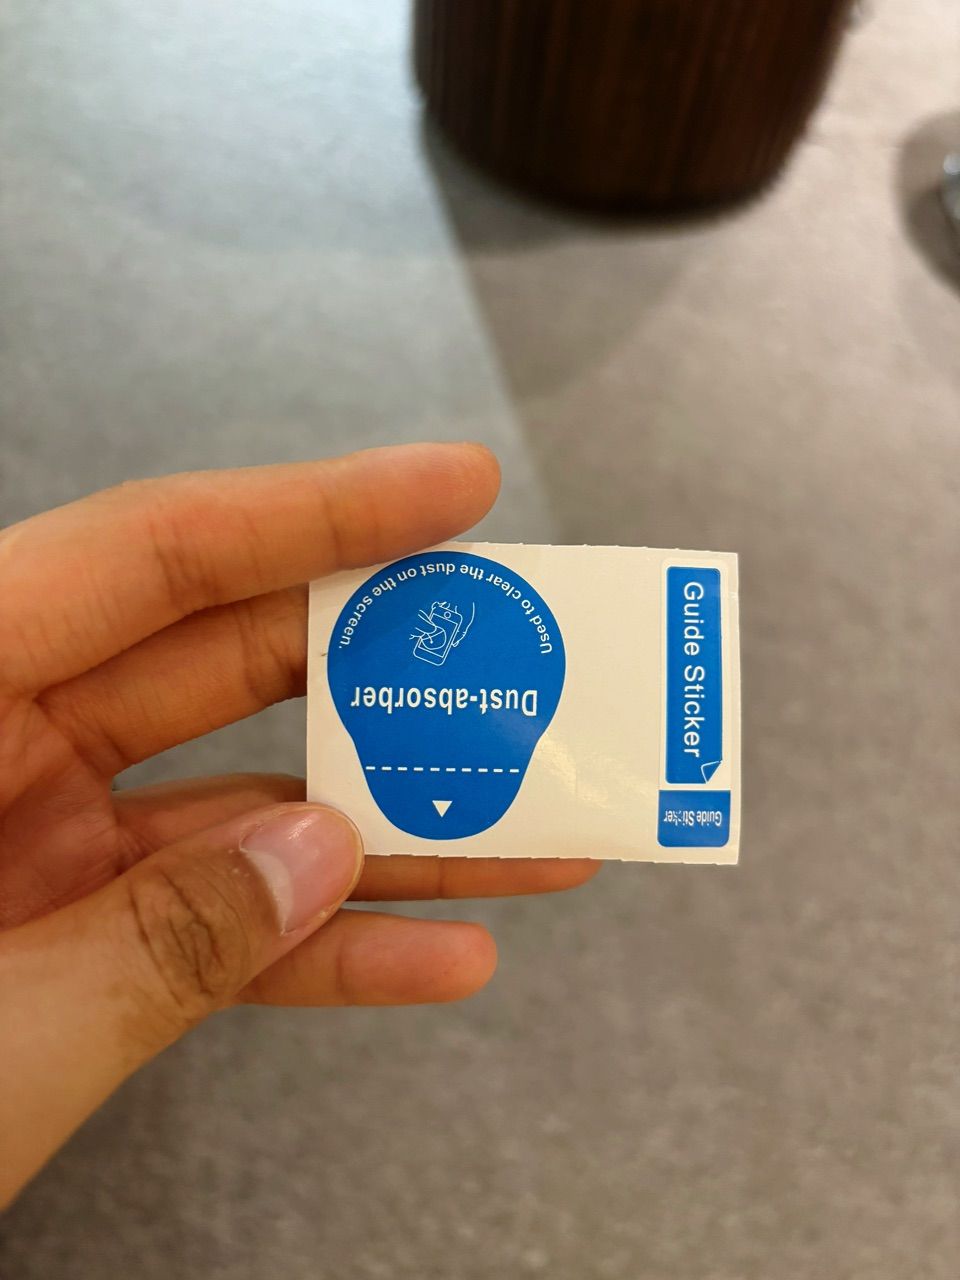 Used to clear the dust on the screen.
Dust-absorber
Guide Sticker
Guide Sticker